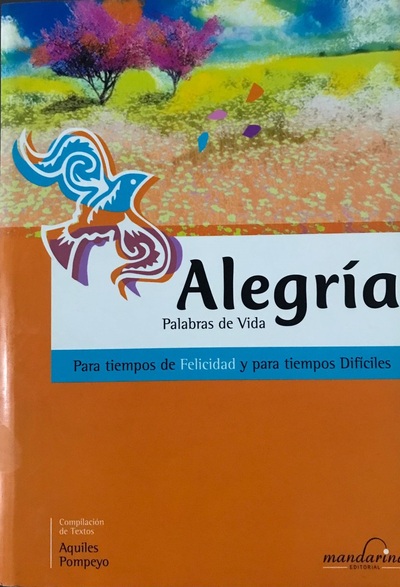 Alegría
Palabras de Vida
Para tiempos de Felicidad y para tiempos Difíciles
Compilación
de Textos
Aquiles
Pompeyo
mandarina
EDITORIAL